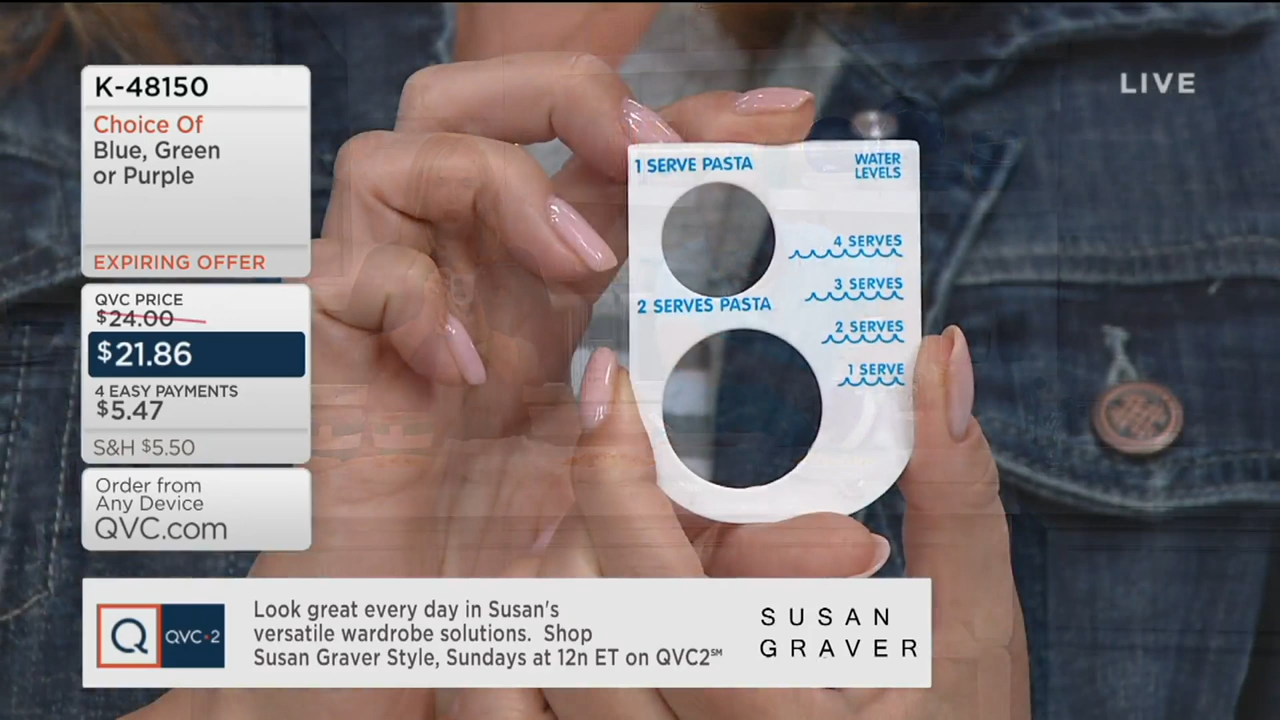 K-48150
Choice Of
Blue, Green
or Purple
EXPIRING OFFER
QVC PRICE
$24.00
$21.86
4 EASY PAYMENTS
$5.47
S&H $5.50
Order from
Any Device
QVC.com
LIVE
1 SERVE PASTA
WATER
LEVELS
4 SERVES
3 SERVES
2 SERVES PASTA
2 SERVES
1 SERVE
Q QVC•2
Look great every day in Susan's
versatile wardrobe solutions. Shop
Susan Graver Style, Sundays at 12n ET on QVC2℠
SUSAN
GRAVER